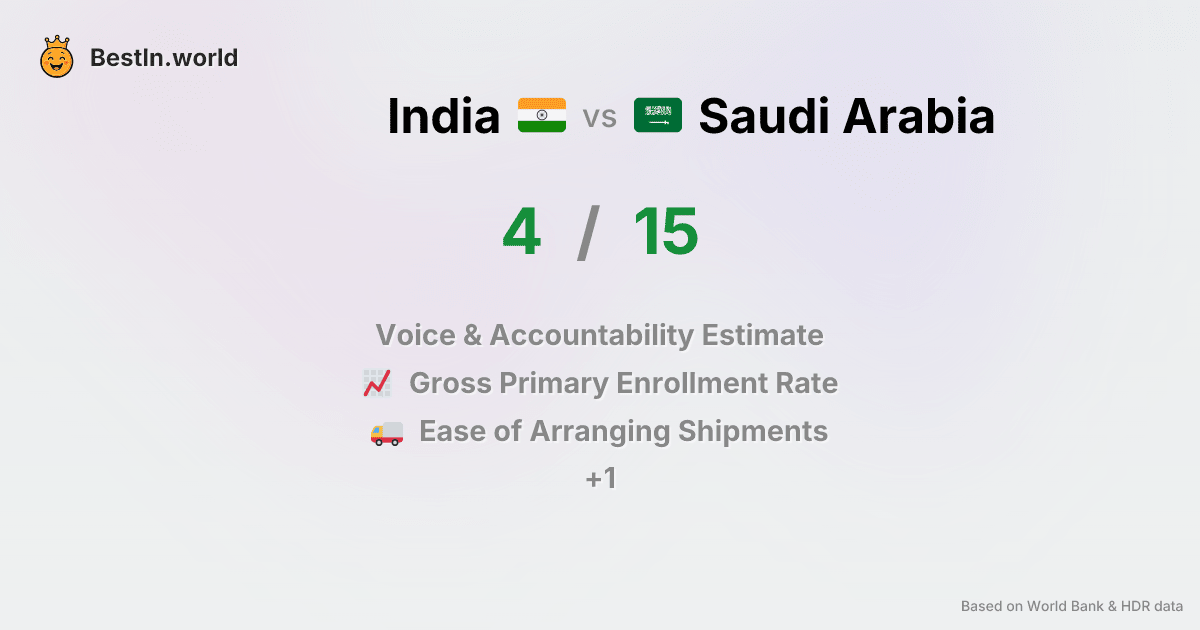 BestIn.world
India vs Saudi Arabia
4 / 15
Voice & Accountability Estimate
Gross Primary Enrollment Rate
Ease of Arranging Shipments
+1
Based on World Bank & HDR data